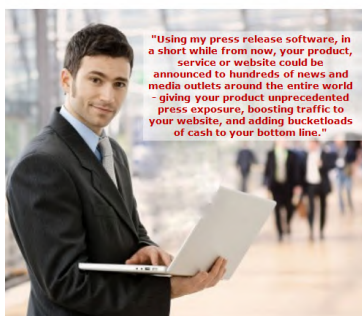 "Using my press release software, in
a short while from now, your product,
service or website could be
announced to hundreds of news and
media outlets around the entire world
- giving your product unprecedented
press exposure, boosting traffic to
your website, and adding bucketloads
of cash to your bottom line."